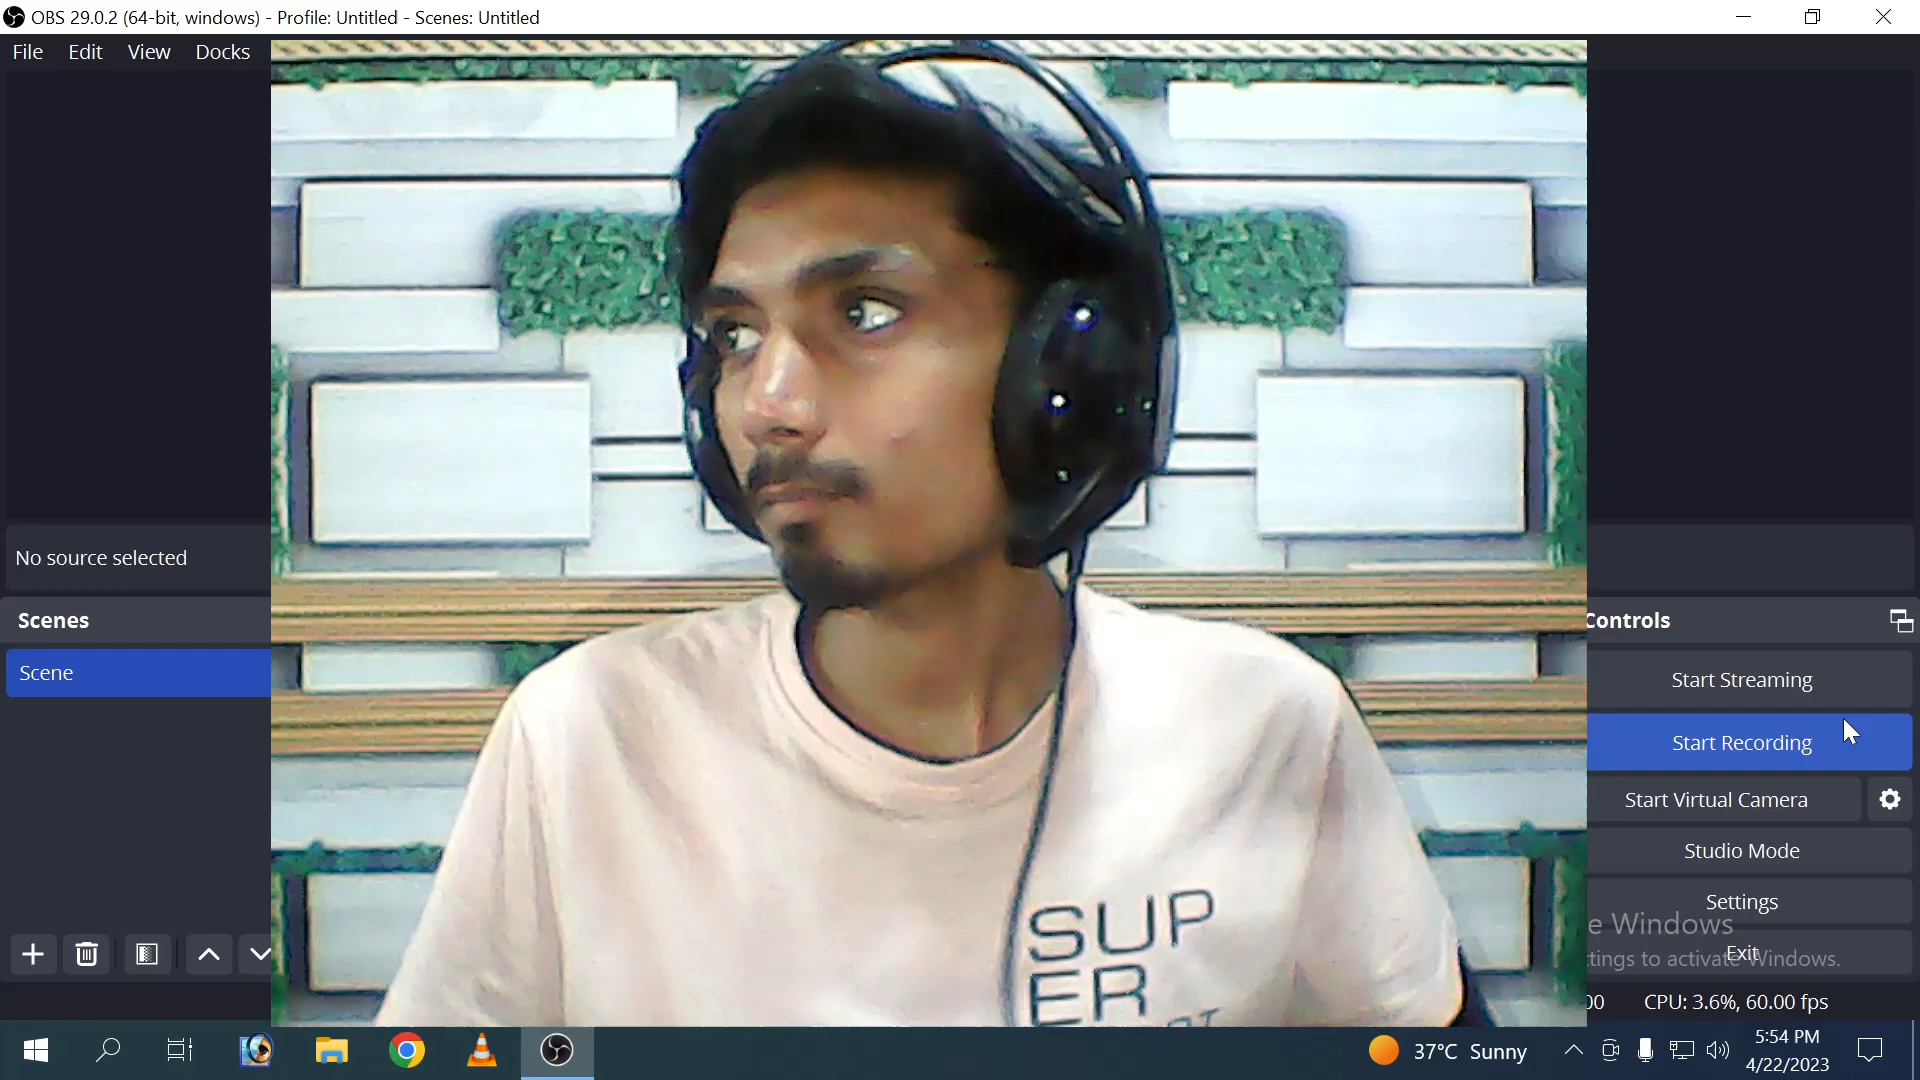 OBS 29.0.2 (64-bit, windows) - Profile: Untitled - Scenes: Untitled
File Edit View Docks
No source selected
Scenes
Controls
Scene
Start Streaming
Start Recording
Start Virtual Camera
Studio Mode
Settings
e Windows
Exit
tings to activate Windows.
00 CPU: 3.6%, 60.00 fps
SUP
ER
37°C Sunny
5:54 PM
4/22/2023